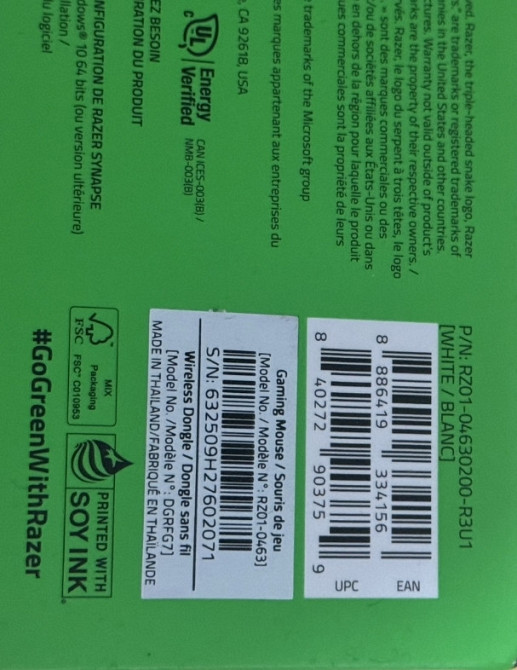 ved. Razer, the triple-headed snake logo, Razer
s." are trademarks or registered trademarks of
anies in the United States and other countries.
ctures. Warranty not valid outside of product's
arks are the property of their respective owners. /
rvés. Razer, le logo du serpent à trois têtes, le logo
." sont des marques commerciales ou des
/ou de sociétés affiliées aux États-Unis ou dans
en dehors de la région pour laquelle le produit
ues commerciales sont la propriété de leurs
e trademarks of the Microsoft group
es marques appartenant aux entreprises du
, CA 92618, USA
UL
c
Energy
Verified
CAN ICES-003(B) /
NMB-003(B)
EZ BESOIN
RATION DU PRODUIT
NFIGURATION DE RAZER SYNAPSE
dows® 10 64 bits (ou version ultérieure)
llation /
u logiciel
P/N: RZ01-04630200-R3U1
[WHITE / BLANC]
8 886419 334156
EAN
8 40272 90375 9
UPC
Gaming Mouse / Souris de jeu
[Model No. / Modèle N°: RZ01-0463]
S/N: 632509H27602071
Wireless Dongle / Dongle sans fil
[Model No. /Modèle N°: DGRFG7]
MADE IN THAILAND/FABRIQUÉ EN THAÏLANDE
MIX
Packaging
FSC
FSC® C010953
PRINTED WITH
SOY INK
#GoGreenWithRazer